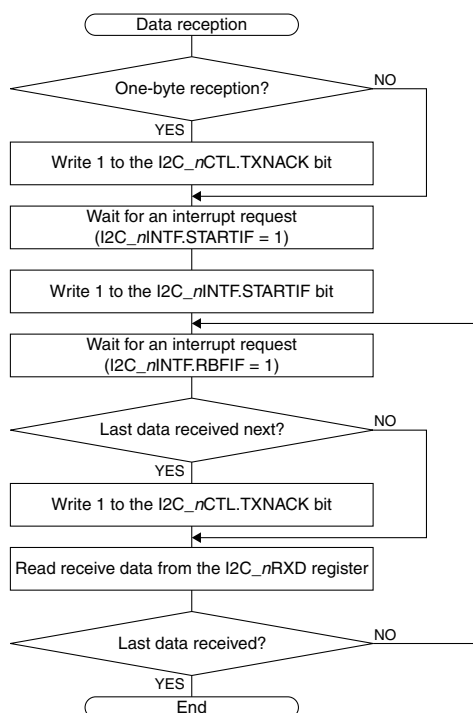 Data reception
One-byte reception?
NO
YES
Write 1 to the I2C_nCTL.TXNACK bit
Wait for an interrupt request
(I2C_nINTF.STARTIF = 1)
Write 1 to the I2C_nINTF.STARTIF bit
Wait for an interrupt request
(I2C_nINTF.RBFIF = 1)
Last data received next?
NO
YES
Write 1 to the I2C_nCTL.TXNACK bit
Read receive data from the I2C_nRXD register
Last data received?
NO
YES
End